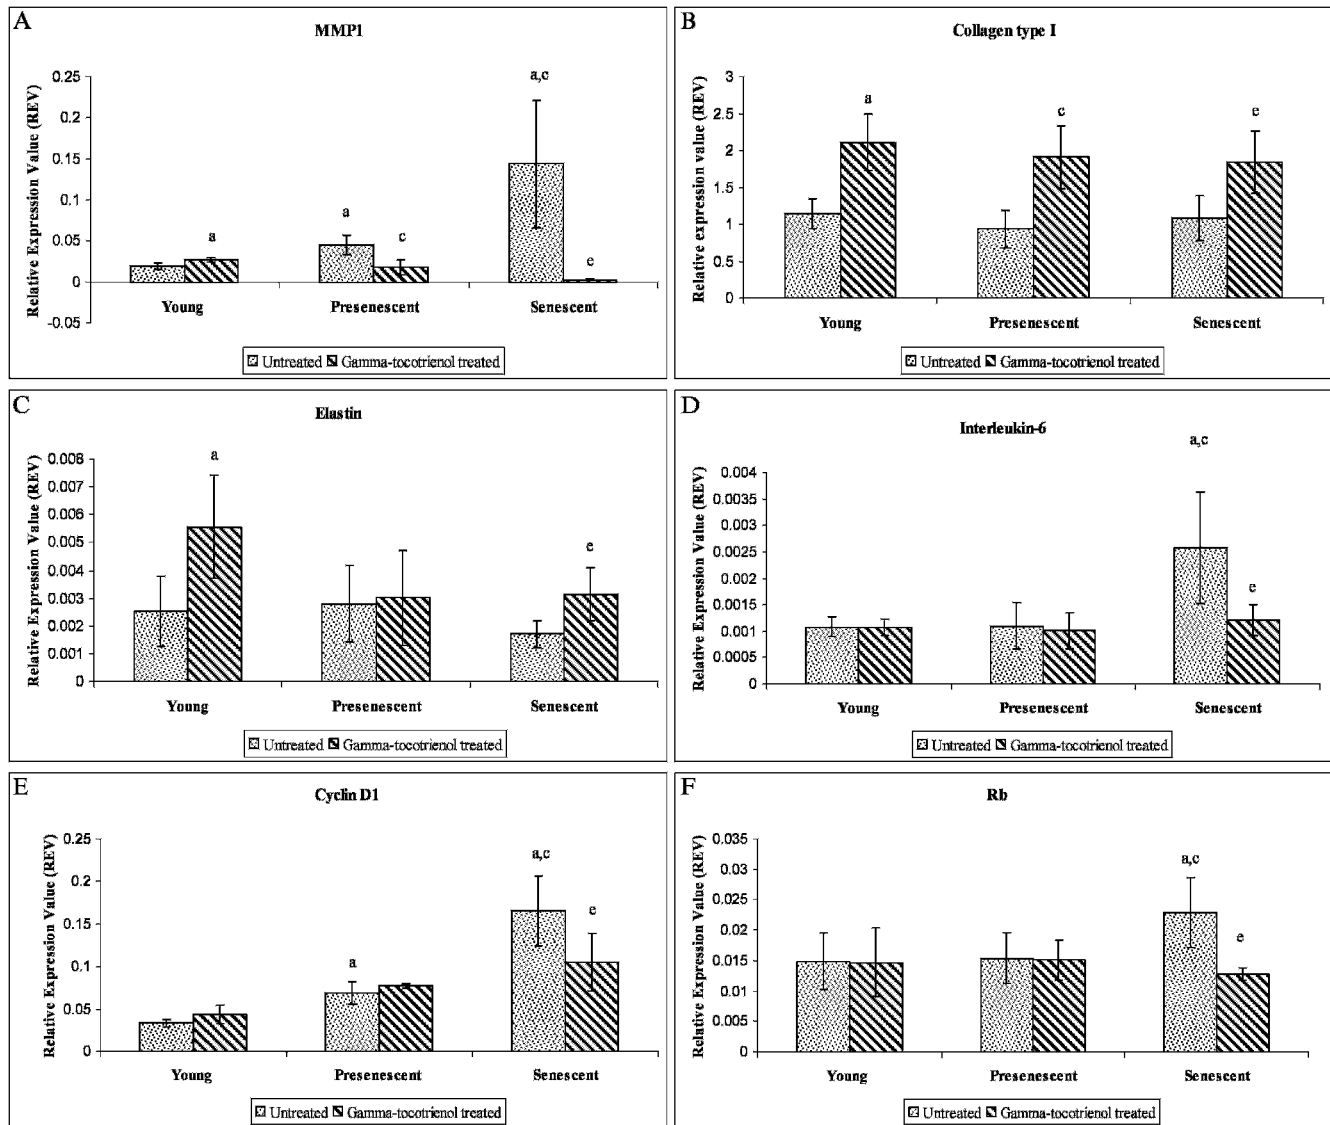 A
MMP1
Relative Expression Value (REV)
0.25
0.2
0.15
0.1
0.05
0
-0.05
a
a
c
a,c
e
Young Presenescent Senescent
Untreated Gamma-tocotrienol treated
B
Collagen type I
Relative expression value (REV)
3
2.5
2
1.5
1
0.5
0
a
c
e
Young Presenescent Senescent
Untreated Gamma-tocotrienol treated
C
Elastin
Relative Expression Value (REV)
0.008
0.007
0.006
0.005
0.004
0.003
0.002
0.001
0
a
e
Young Presenescent Senescent
Untreated Gamma-tocotrienol treated
D
Interleukin-6
Relative Expression Value (REV)
0.004
0.0035
0.003
0.0025
0.002
0.0015
0.001
0.0005
0
a,c
e
Young Presenescent Senescent
Untreated Gamma-tocotrienol treated
E
Cyclin D1
Relative Expression Value (REV)
0.25
0.2
0.15
0.1
0.05
0
a
a,c
e
Young Presenescent Senescent
Untreated Gamma-tocotrienol treated
F
Rb
Relative Expression Value (REV)
0.035
0.03
0.025
0.02
0.015
0.01
0.005
0
a,c
e
Young Presenescent Senescent
Untreated Gamma-tocotrienol treated